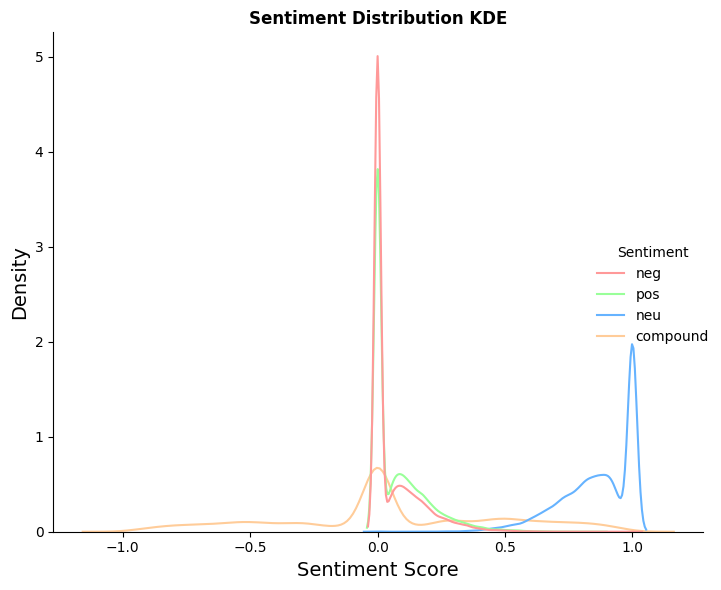 Sentiment Distribution KDE
5
4
3
2
1
0
Density
−1.0
−0.5
0.0
0.5
1.0
Sentiment Score
Sentiment
neg
pos
neu
compound